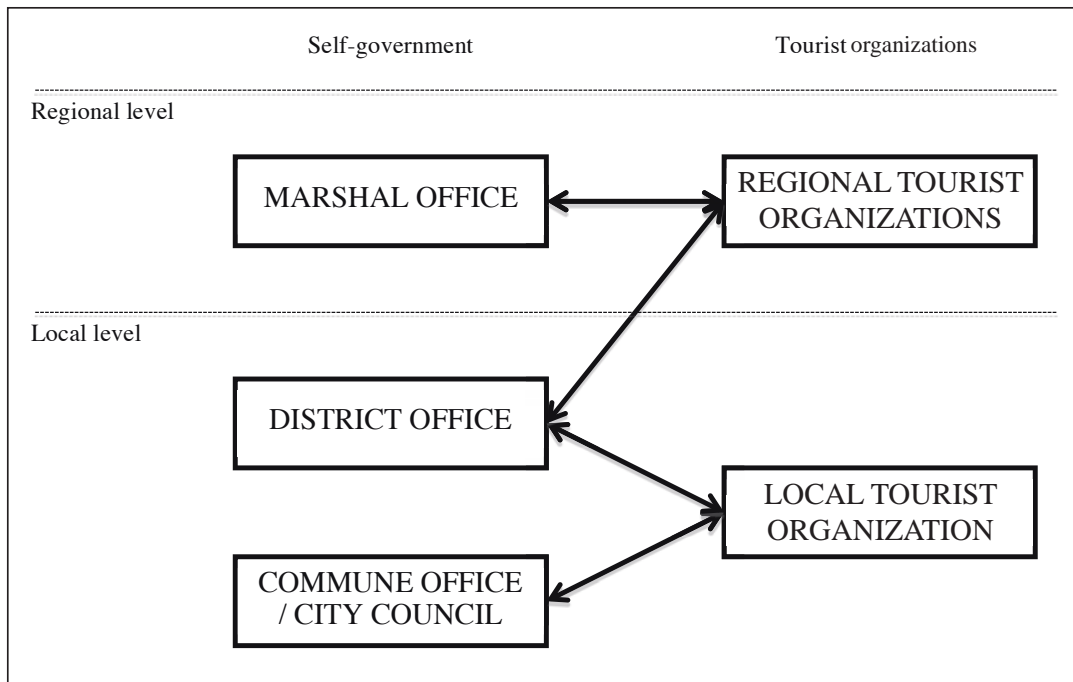 Self-government
Tourist organizations
Regional level
MARSHAL OFFICE
REGIONAL TOURIST
ORGANIZATIONS
Local level
DISTRICT OFFICE
LOCAL TOURIST
ORGANIZATION
COMMUNE OFFICE
/ CITY COUNCIL